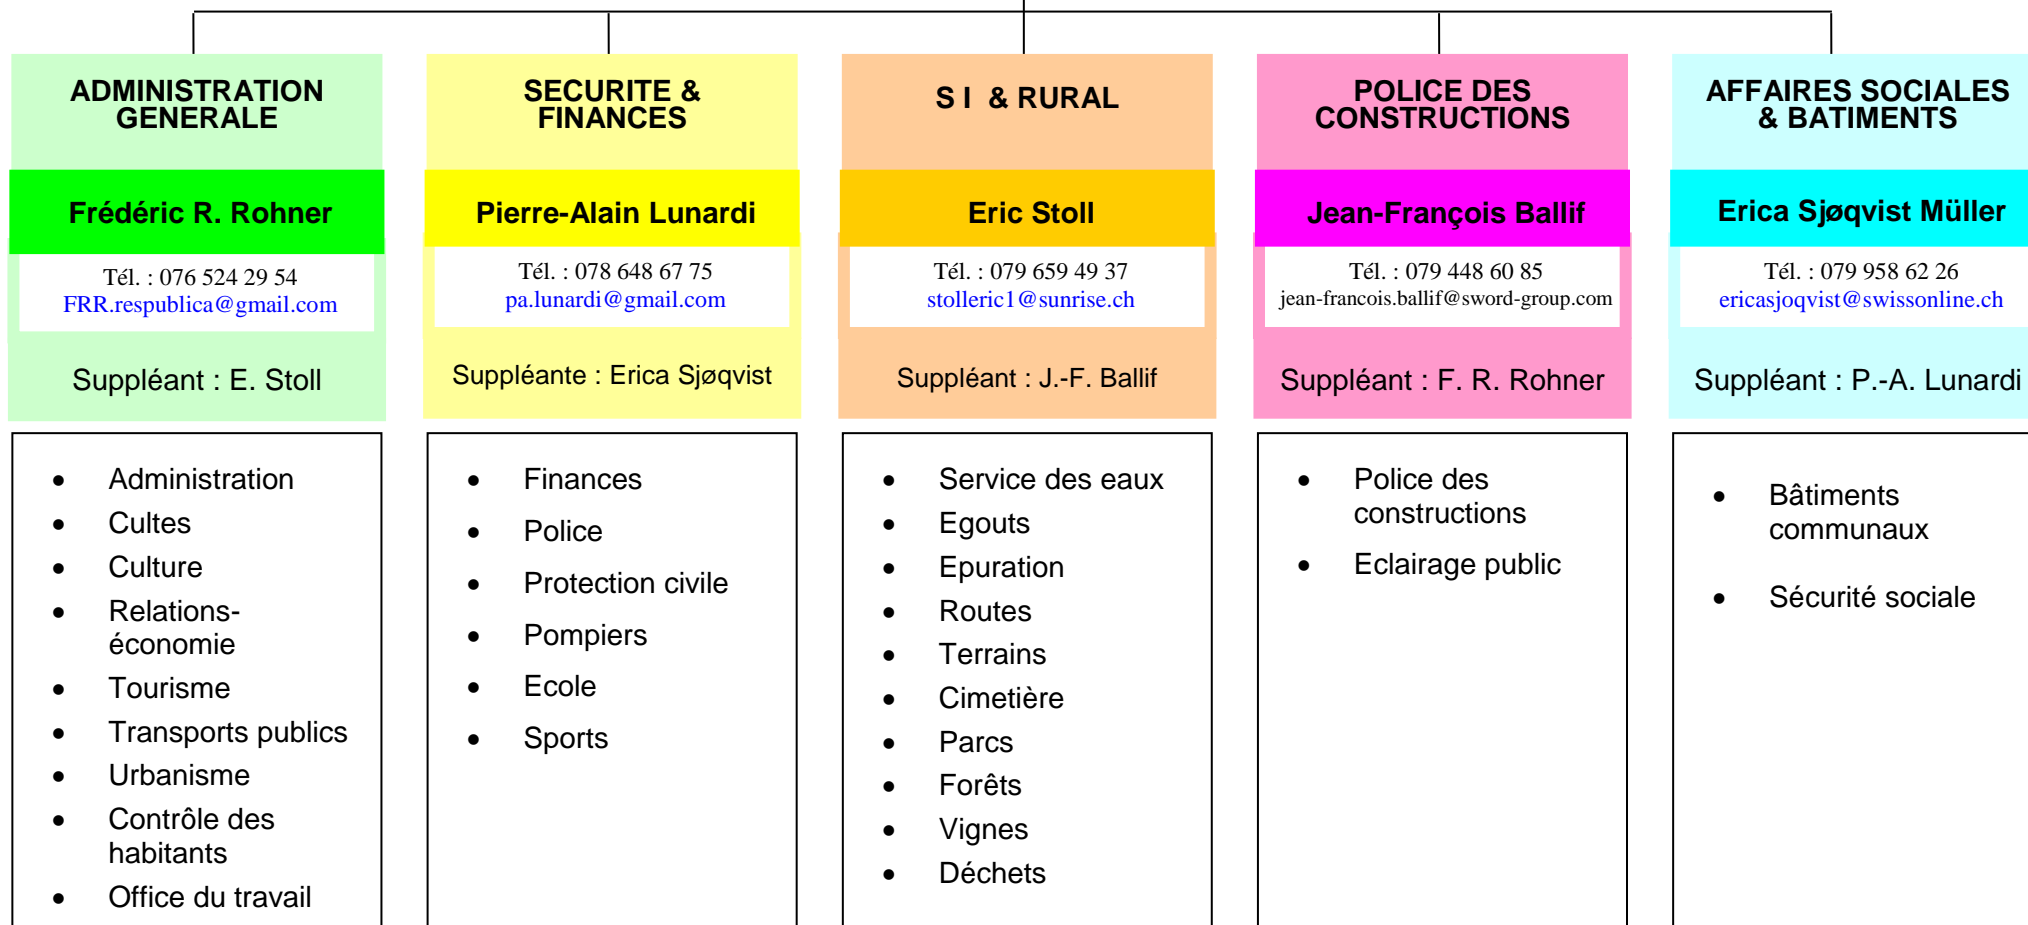 ADMINISTRATION
GENERALE
Frédéric R. Rohner
Tél. : 076 524 29 54
FRR.respublica@gmail.com
Suppléant : E. Stoll
• Administration
• Cultes
• Culture
• Relations-
économie
• Tourisme
• Transports publics
• Urbanisme
• Contrôle des
habitants
• Office du travail
SECURITE &
FINANCES
Pierre-Alain Lunardi
Tél. : 078 648 67 75
pa.lunardi@gmail.com
Suppléante : Erica Sjøqvist
• Finances
• Police
• Protection civile
• Pompiers
• Ecole
• Sports
S I & RURAL
Eric Stoll
Tél. : 079 659 49 37
stolleric1@sunrise.ch
Suppléant : J.-F. Ballif
• Service des eaux
• Egouts
• Epuration
• Routes
• Terrains
• Cimetière
• Parcs
• Forêts
• Vignes
• Déchets
POLICE DES
CONSTRUCTIONS
Jean-François Ballif
Tél. : 079 448 60 85
jean-francois.ballif@sword-group.com
Suppléant : F. R. Rohner
• Police des
constructions
• Eclairage public
AFFAIRES SOCIALES
& BATIMENTS
Erica Sjøqvist Müller
Tél. : 079 958 62 26
ericasjoqvist@swissonline.ch
Suppléant : P.-A. Lunardi
• Bâtiments
communaux
• Sécurité sociale